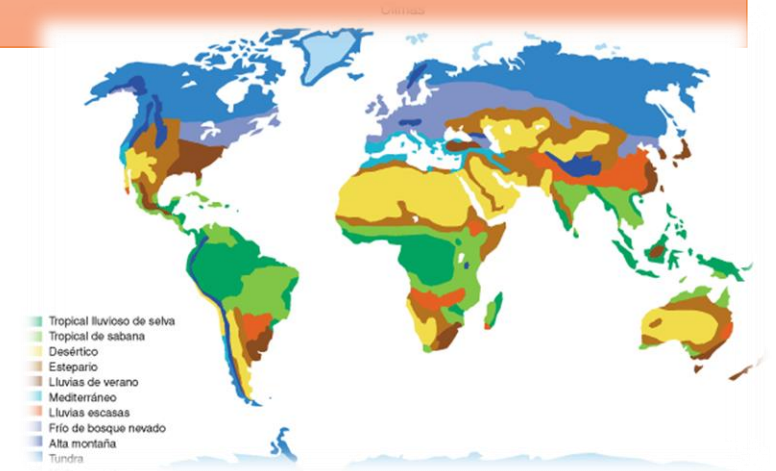 Climas
Tropical lluvioso de selva
Tropical de sabana
Desértico
Estepario
Lluvias de verano
Mediterráneo
Lluvias escasas
Frío de bosque nevado
Alta montaña
Tundra